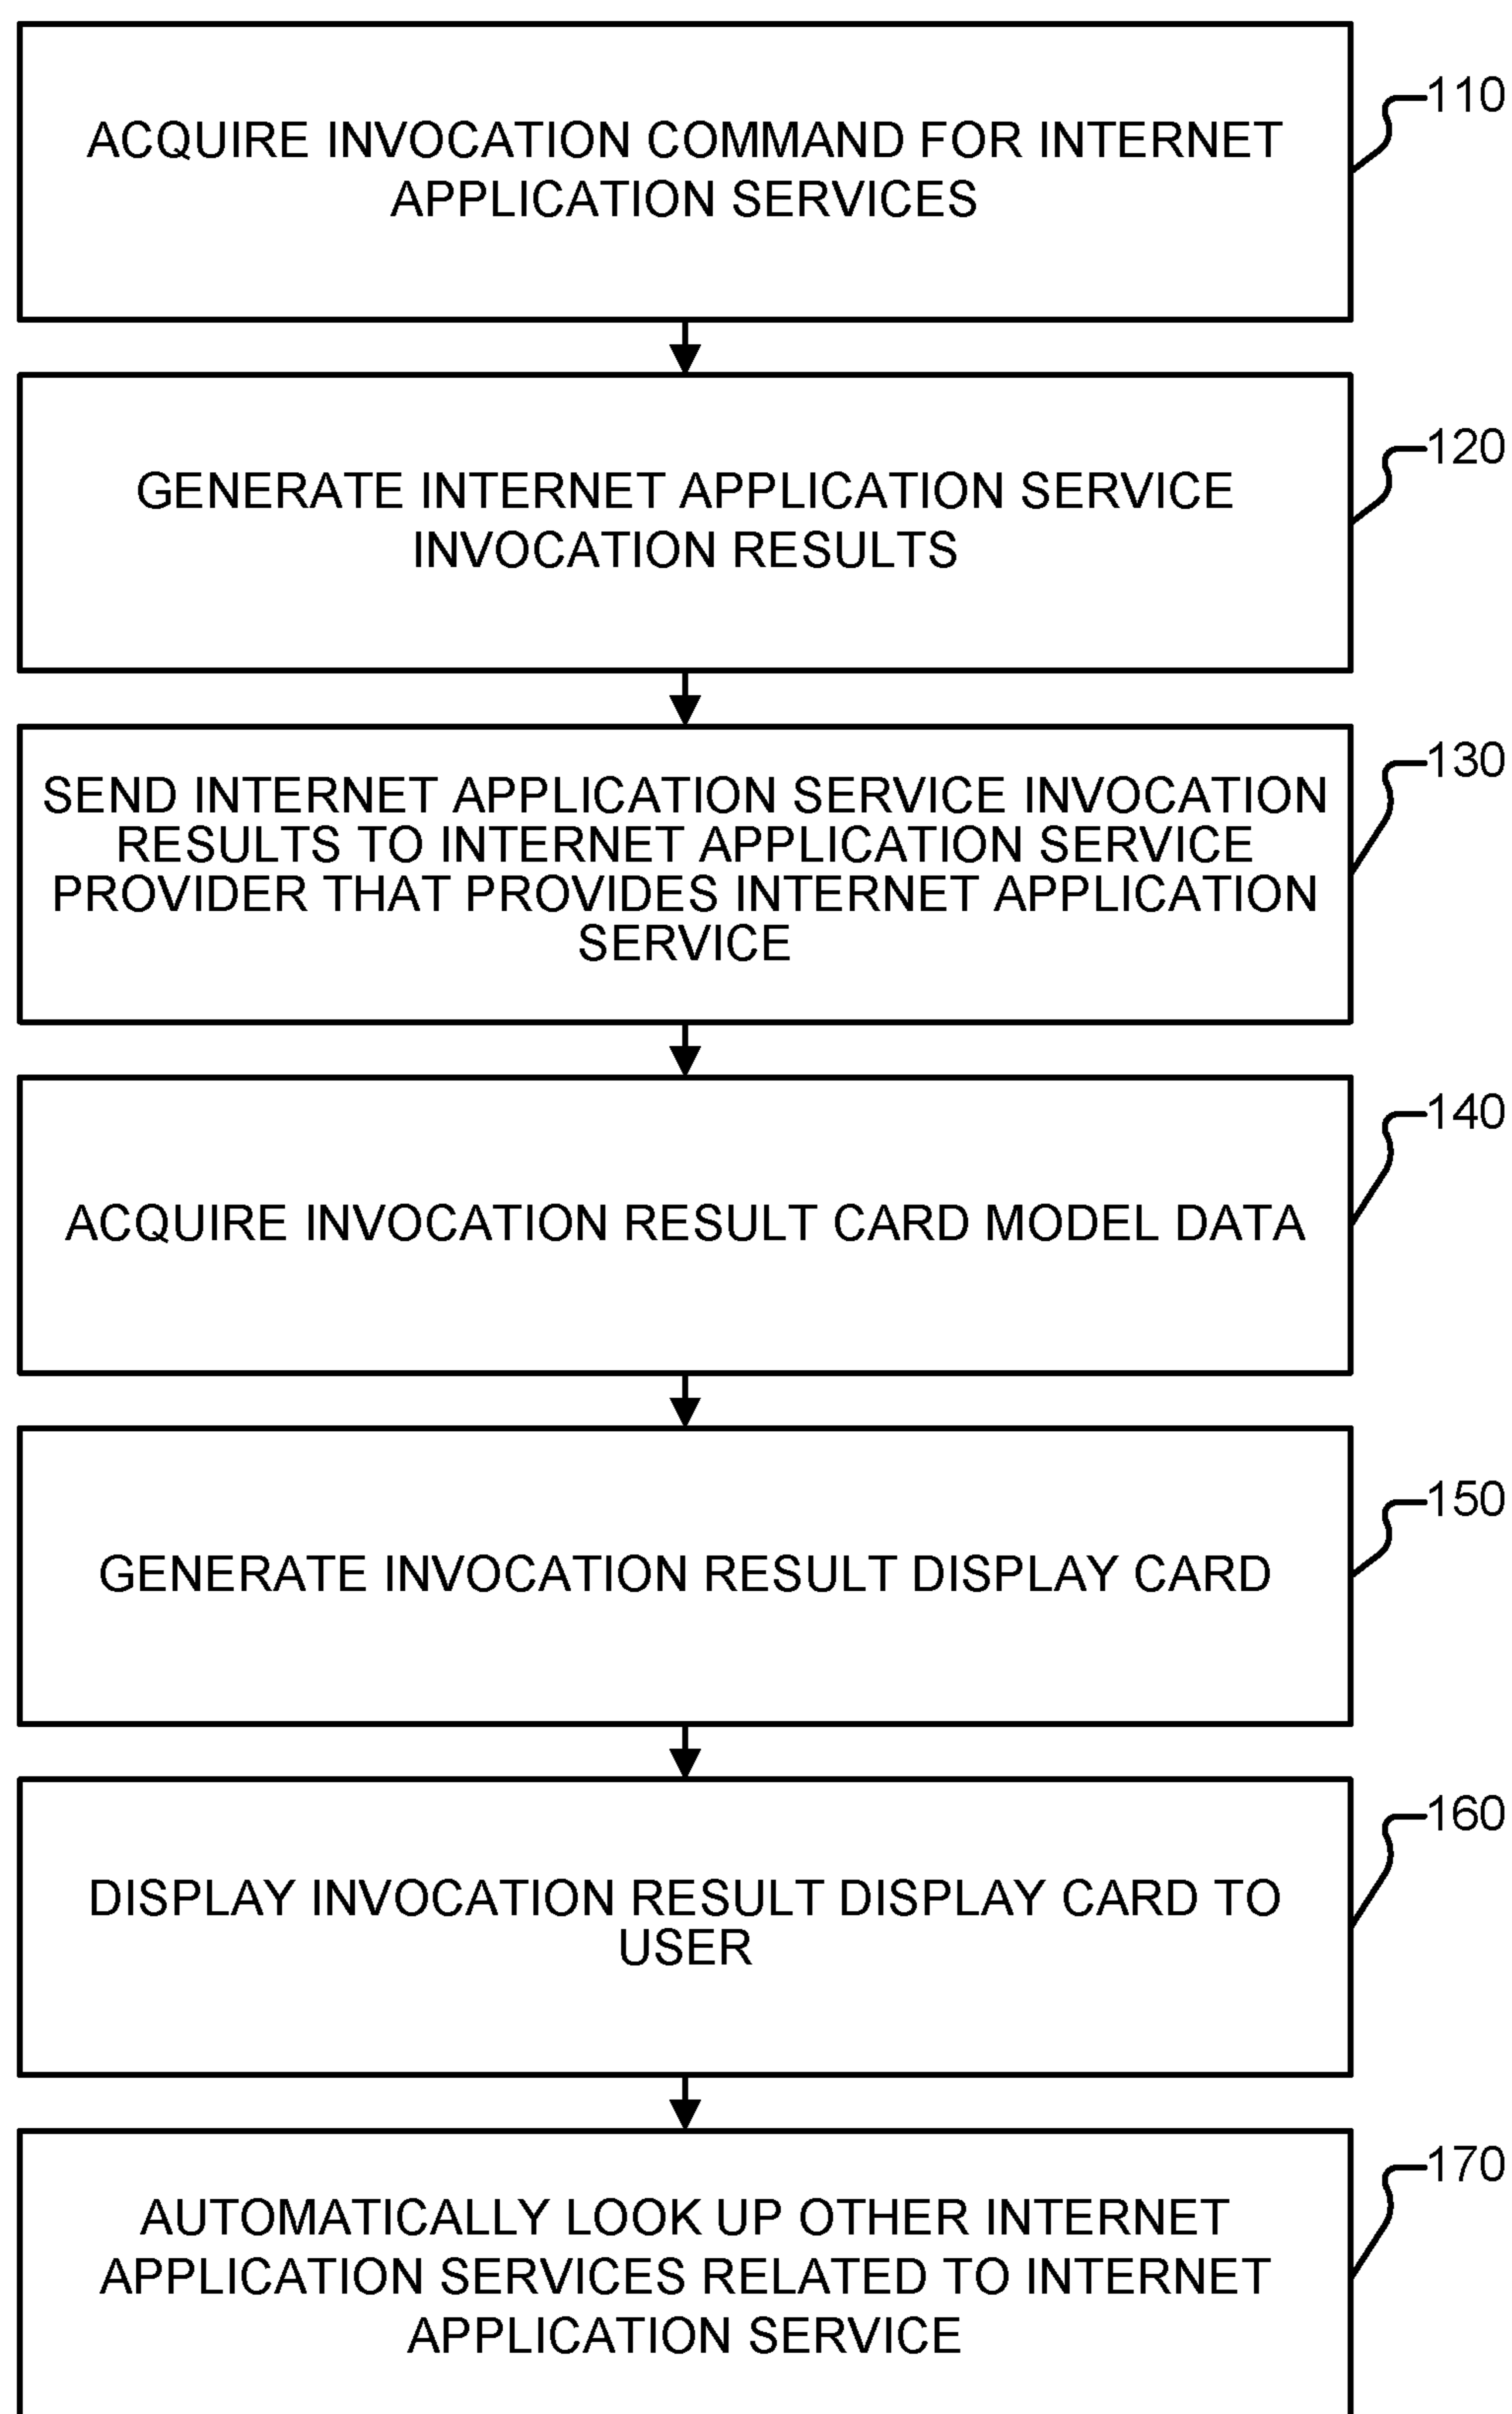 ACQUIRE INVOCATION COMMAND FOR INTERNET
APPLICATION SERVICES
110
GENERATE INTERNET APPLICATION SERVICE
INVOCATION RESULTS
120
SEND INTERNET APPLICATION SERVICE INVOCATION
RESULTS TO INTERNET APPLICATION SERVICE
PROVIDER THAT PROVIDES INTERNET APPLICATION
SERVICE
130
ACQUIRE INVOCATION RESULT CARD MODEL DATA
140
GENERATE INVOCATION RESULT DISPLAY CARD
150
DISPLAY INVOCATION RESULT DISPLAY CARD TO
USER
160
AUTOMATICALLY LOOK UP OTHER INTERNET
APPLICATION SERVICES RELATED TO INTERNET
APPLICATION SERVICE
170